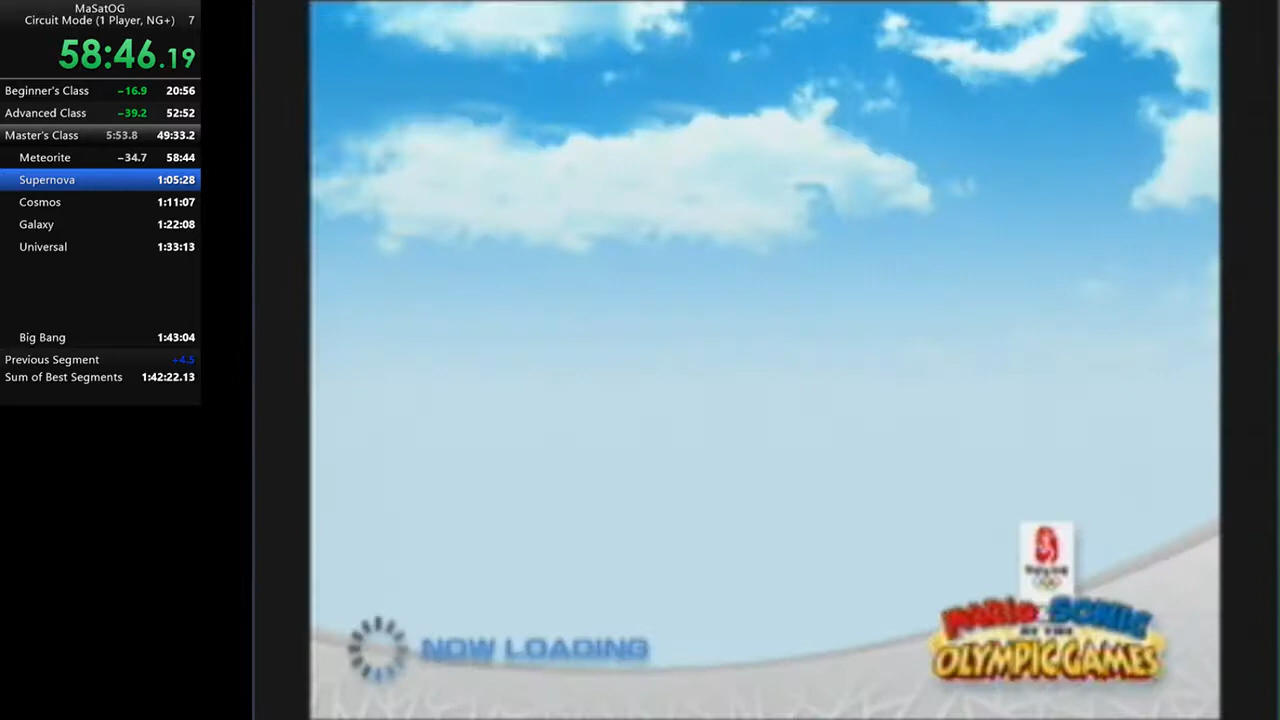 MaSatOG
Circuit Mode (1 Player, NG+) 7
58:46.19
Beginner's Class -16.9 20:56
Advanced Class -39.2 52:52
Master's Class 5:53.8 49:33.2
Meteorite -34.7 58:44
Supernova 1:05:28
Cosmos 1:11:07
Galaxy 1:22:08
Universal 1:33:13
Big Bang 1:43:04
Previous Segment +4.5
Sum of Best Segments 1:42:22.13
NOW LOADING
MARIO SONIC
AT THE
OLYMPIC GAMES